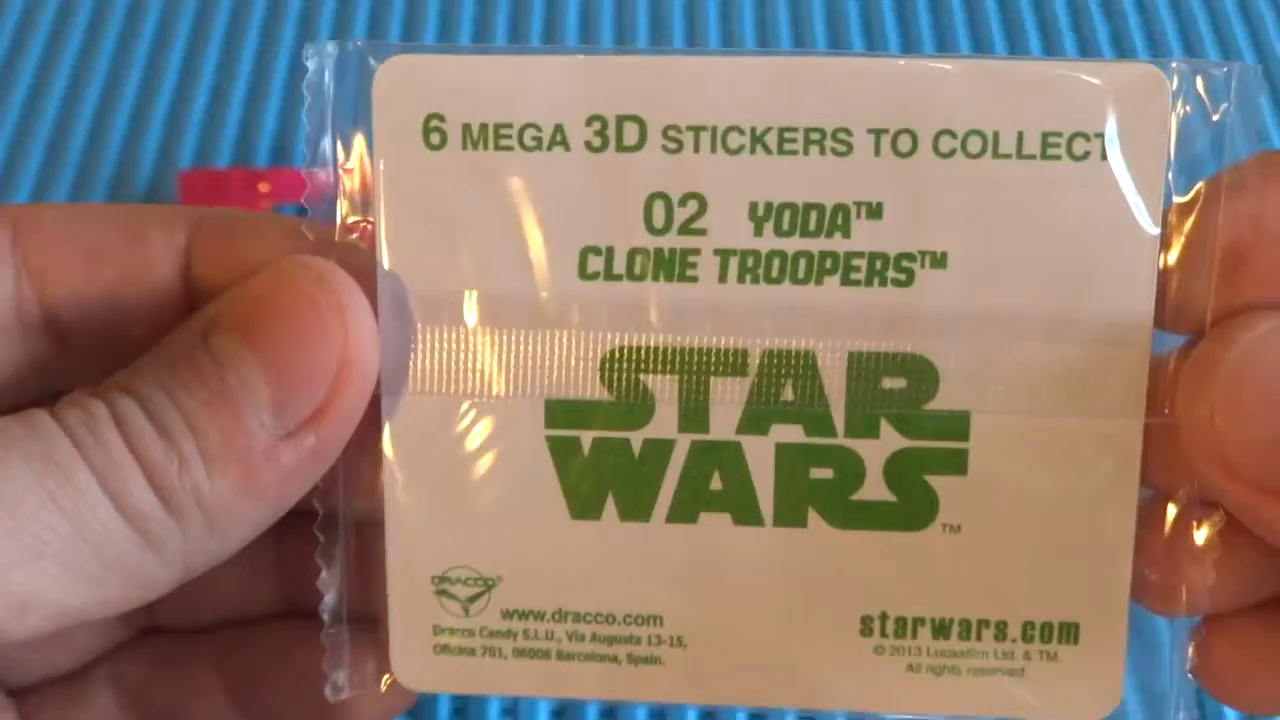 6 MEGA 3D STICKERS TO COLLECT
02 YODA™
CLONE TROOPERS™
STAR
WARS™
DRACCO®
www.dracco.com
Dracco Candy S.L.U., Via Augusta 13-15,
Oficina 701, 08006 Barcelona, Spain.
starwars.com
© 2013 Lucasfilm Ltd. & TM.
All rights reserved